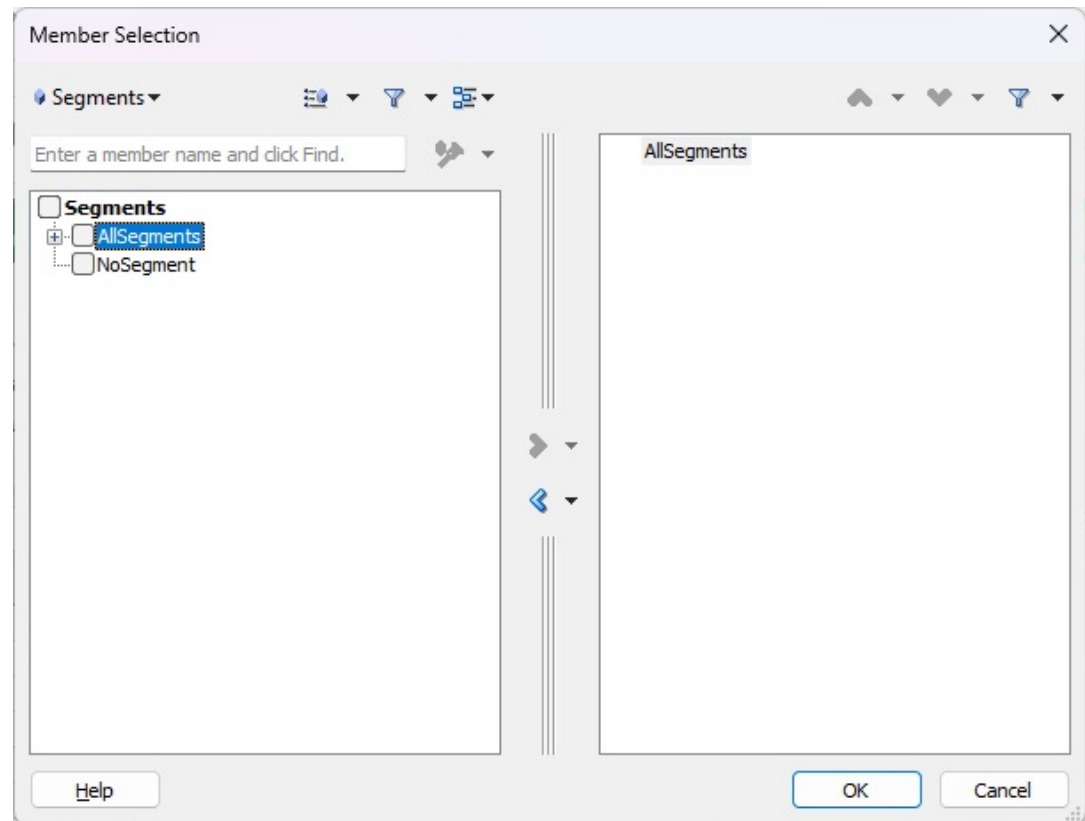 Member Selection
Segments
Enter a member name and click Find.
AllSegments
Segments
AllSegments
NoSegment
Help
OK
Cancel